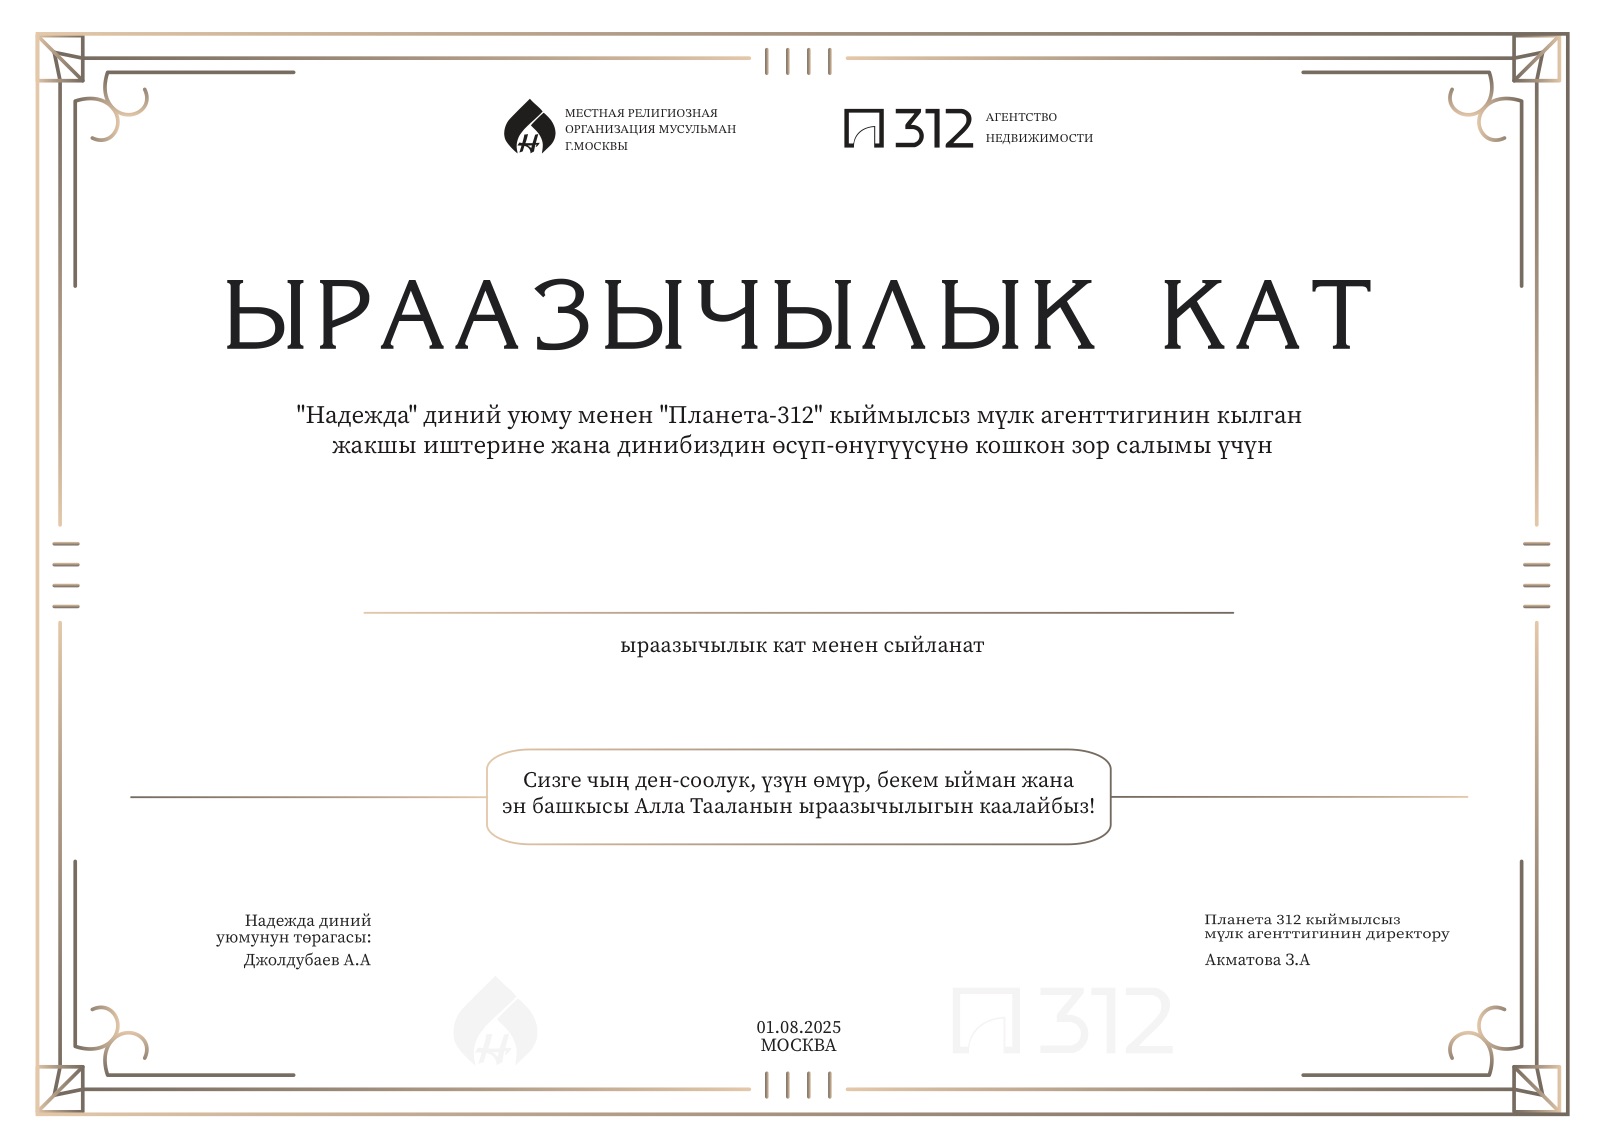 МЕСТНАЯ РЕЛИГИОЗНАЯ
ОРГАНИЗАЦИЯ МУСУЛЬМАН
Г.МОСКВЫ
312
АГЕНТСТВО
НЕДВИЖИМОСТИ
ЫРААЗЫЧЫЛЫК КАТ
"Надежда" диний уюму менен "Планета-312" кыймылсыз мүлк агенттигинин кылган
жакшы иштерине жана динибиздин өсүп-өнүгүүсүнө кошкон зор салымы үчүн
ыраазычылык кат менен сыйланат
Сизге чың ден-соолук, үзүн өмүр, бекем ыйман жана
эн башкысы Алла Тааланын ыраазычылыгын каалайбыз!
Надежда диний
уюмунун төрагасы:
Джолдубаев А.А
Планета 312 кыймылсыз
мүлк агенттигинин директору
Акматова З.А
312
01.08.2025
МОСКВА